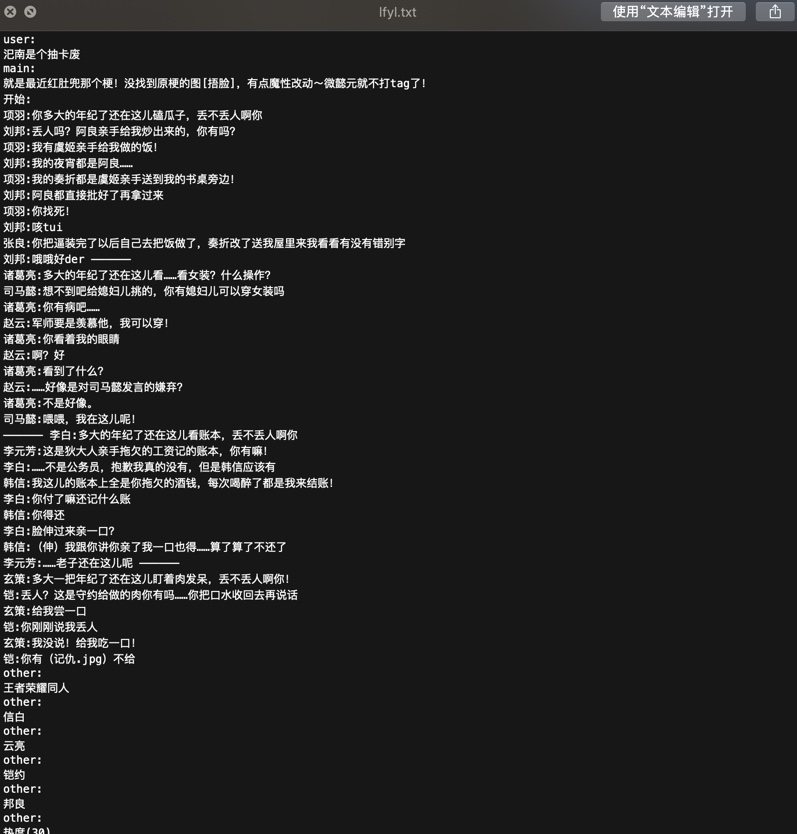 lfyl.txt
使用“文本编辑”打开
user:
汜南是个抽卡废
main:
就是最近红肚兜那个梗！没找到原梗的图[捂脸]，有点魔性改动～微懿元就不打tag了！
开始:
项羽:你多大的年纪了还在这儿磕瓜子，丢不丢人啊你
刘邦:丢人吗？阿良亲手给我炒出来的，你有吗？
项羽:我有虞姬亲手给我做的饭！
刘邦:我的夜宵都是阿良……
项羽:我的奏折都是虞姬亲手送到我的书桌旁边！
刘邦:阿良都直接批好了再拿过来
项羽:你找死！
刘邦:咳tui
张良:你把逼装完了以后自己去把饭做了，奏折改了送我屋里来我看看有没有错别字
刘邦:哦哦好der ——————
诸葛亮:多大的年纪了还在这儿看……看女装？什么操作？
司马懿:想不到吧给媳妇儿挑的，你有媳妇儿可以穿女装吗
诸葛亮:你有病吧……
赵云:军师要是羡慕他，我可以穿！
诸葛亮:你看着我的眼睛
赵云:啊？好
诸葛亮:看到了什么？
赵云:……好像是对司马懿发言的嫌弃？
诸葛亮:不是好像。
司马懿:喂喂，我在这儿呢！
—————— 李白:多大的年纪了还在这儿看账本，丢不丢人啊你
李元芳:这是狄大人亲手拖欠的工资记的账本，你有嘛！
李白:……不是公务员，抱歉我真的没有，但是韩信应该有
韩信:我这儿的账本上全是你拖欠的酒钱，每次喝醉了都是我来结账！
李白:你付了嘛还记什么账
韩信:你得还
李白:脸伸过来亲一口？
韩信:（伸）我跟你讲你亲了我一口也得……算了算了不还了
李元芳:……老子还在这儿呢 ——————
玄策:多大一把年纪了还在这儿盯着肉发呆，丢不丢人啊你！
铠:丢人？这是守约给做的肉你有吗……你把口水收回去再说话
玄策:给我尝一口
铠:你刚刚说我丢人
玄策:我没说！给我吃一口！
铠:你有（记仇.jpg）不给
other:
王者荣耀同人
other:
信白
other:
云亮
other:
铠约
other:
邦良
other:
热度(30)